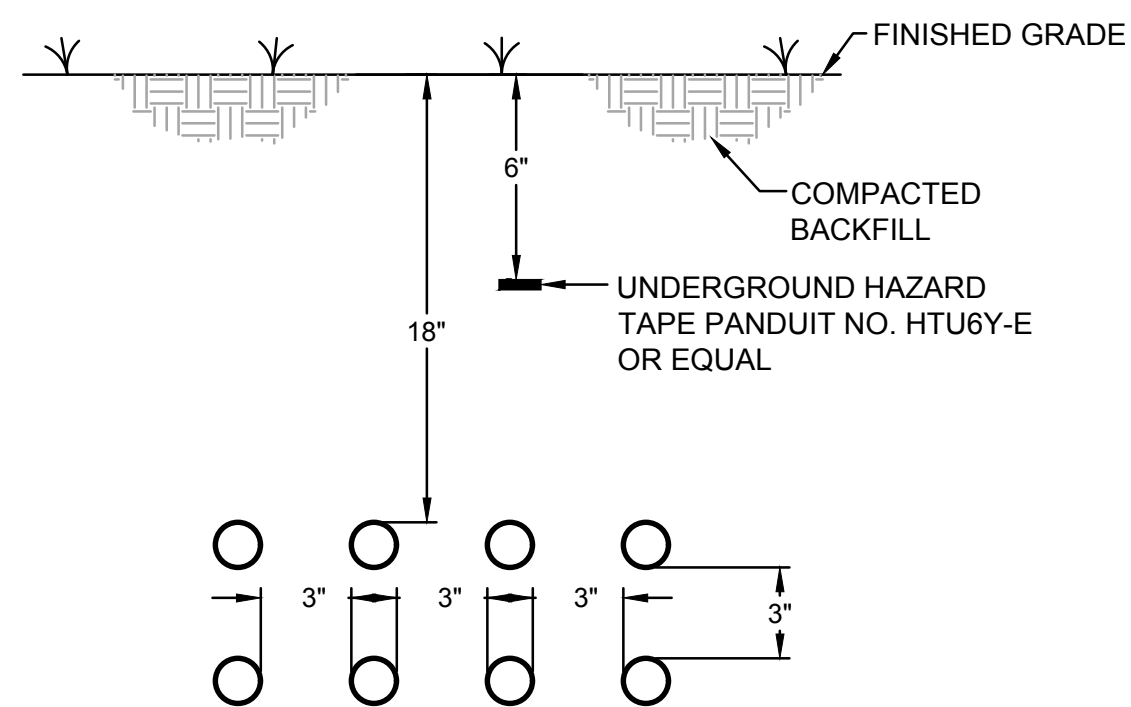 FINISHED GRADE
6"
COMPACTED
BACKFILL
UNDERGROUND HAZARD
TAPE PANDUIT NO. HTU6Y-E
OR EQUAL
18"
3" 3" 3"
3"